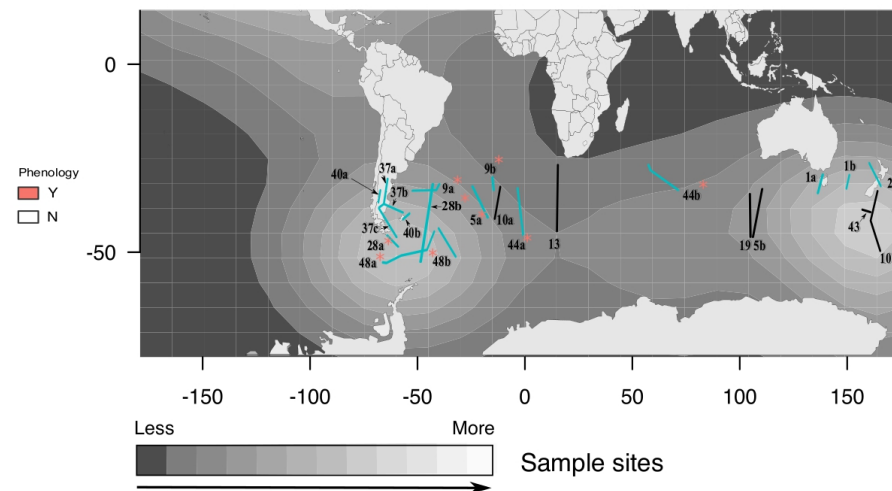 0
-50
Phenology
Y
N
40a
37a
37b
37c
28a
48a
40b
9a
28b
48b
5a
9b
10a
44a
13
44b
19 5b
1a
1b
2
43
10
-150
-100
-50
0
50
100
150
Less
More
Sample sites